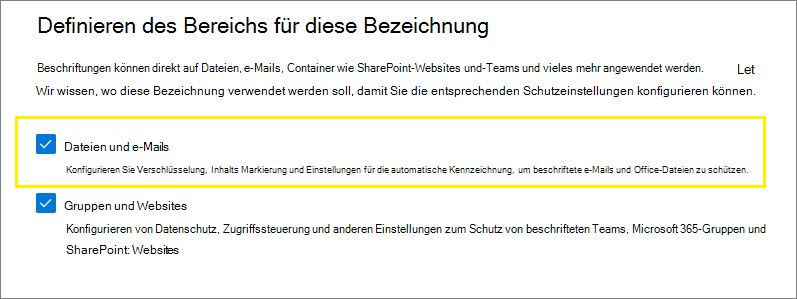 Definieren des Bereichs für diese Bezeichnung
Beschriftungen können direkt auf Dateien, e-Mails, Container wie SharePoint-Websites und-Teams und vieles mehr angewendet werden. Let
Wir wissen, wo diese Bezeichnung verwendet werden soll, damit Sie die entsprechenden Schutzeinstellungen konfigurieren können.
Dateien und e-Mails
Konfigurieren Sie Verschlüsselung, Inhalts Markierung und Einstellungen für die automatische Kennzeichnung, um beschriftete e-Mails und Office-Dateien zu schützen.
Gruppen und Websites
Konfigurieren von Datenschutz, Zugriffssteuerung und anderen Einstellungen zum Schutz von beschrifteten Teams, Microsoft 365-Gruppen und
SharePoint: Websites